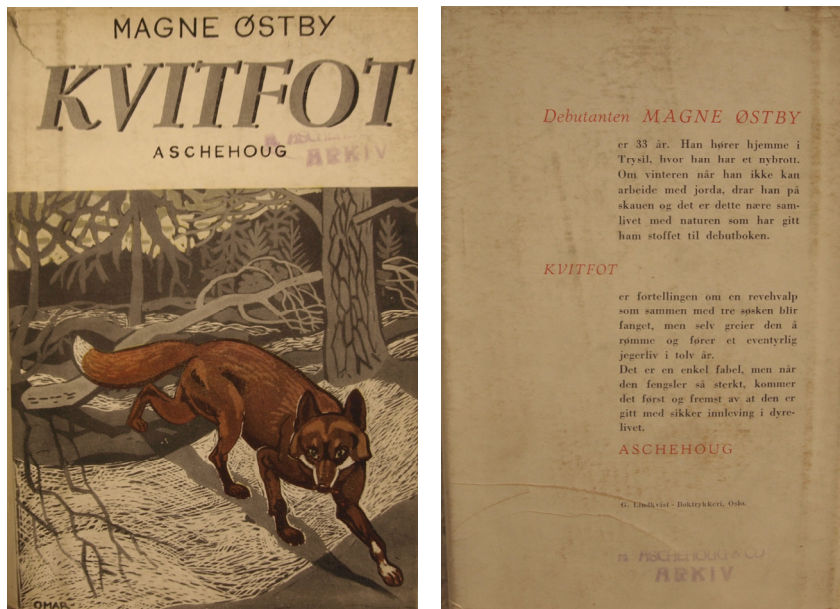 MAGNE ØSTBY
KVITFOT
ASCHEHOUG
ARKIV
OMAR
Debutanten MAGNE ØSTBY
er 33 år. Han hører hjemme i
Trysil, hvor han har et nybrott.
Om vinteren når han ikke kan
arbeide med jorda, drar han på
skauen og det er dette nære sam-
livet med naturen som har gitt
ham stoffet til debutboken.
KVITFOT
er fortellingen om en revehvalp
som sammen med tre søsken blir
fanget, men selv greier den å
rømme og fører et eventyrlig
jegerliv i tolv år.
Det er en enkel fabel, men når
den fengsler så sterkt, kommer
det først og fremst av at den er
gitt med sikker innleving i dyre-
livet.
ASCHEHOUG
G. Lindkvist - Boktrykkeri, Oslo.
ASCHEHOUG & CO
ARKIV